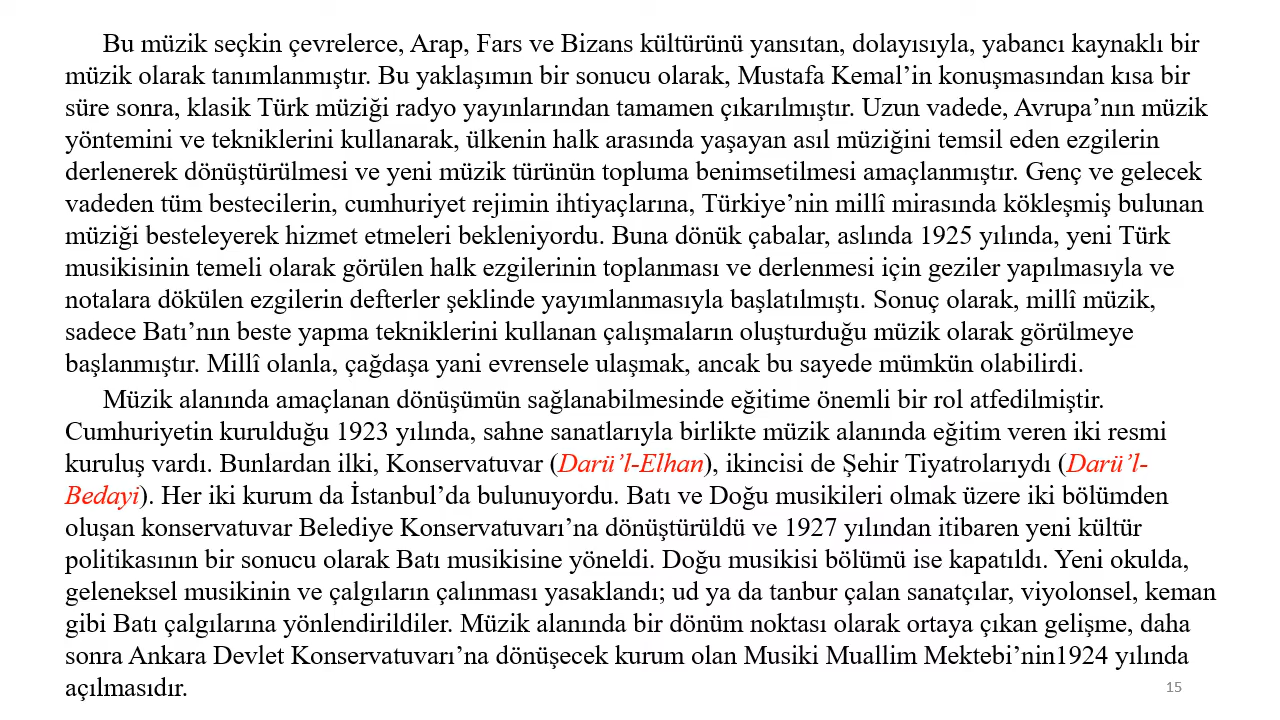 Bu müzik seçkin çevrelerce, Arap, Fars ve Bizans kültürünü yansıtan, dolayısıyla, yabancı kaynaklı bir
müzik olarak tanımlanmıştır. Bu yaklaşımın bir sonucu olarak, Mustafa Kemal’in konuşmasından kısa bir
süre sonra, klasik Türk müziği radyo yayınlarından tamamen çıkarılmıştır. Uzun vadede, Avrupa’nın müzik
yöntemini ve tekniklerini kullanarak, ülkenin halk arasında yaşayan asıl müziğini temsil eden ezgilerin
derlenerek dönüştürülmesi ve yeni müzik türünün topluma benimsetilmesi amaçlanmıştır. Genç ve gelecek
vadeden tüm bestecilerin, cumhuriyet rejimin ihtiyaçlarına, Türkiye’nin millî mirasında kökleşmiş bulunan
müziği besteleyerek hizmet etmeleri bekleniyordu. Buna dönük çabalar, aslında 1925 yılında, yeni Türk
musikisinin temeli olarak görülen halk ezgilerinin toplanması ve derlenmesi için geziler yapılmasıyla ve
notalara dökülen ezgilerin defterler şeklinde yayımlanmasıyla başlatılmıştı. Sonuç olarak, millî müzik,
sadece Batı’nın beste yapma tekniklerini kullanan çalışmaların oluşturduğu müzik olarak görülmeye
başlanmıştır. Millî olanla, çağdaşa yani evrensele ulaşmak, ancak bu sayede mümkün olabilirdi.
Müzik alanında amaçlanan dönüşümün sağlanabilmesinde eğitime önemli bir rol atfedilmiştir.
Cumhuriyetin kurulduğu 1923 yılında, sahne sanatlarıyla birlikte müzik alanında eğitim veren iki resmi
kuruluş vardı. Bunlardan ilki, Konservatuvar (Darü’l-Elhan), ikincisi de Şehir Tiyatrolarıydı (Darü’l-
Bedayi). Her iki kurum da İstanbul’da bulunuyordu. Batı ve Doğu musikileri olmak üzere iki bölümden
oluşan konservatuvar Belediye Konservatuvarı’na dönüştürüldü ve 1927 yılından itibaren yeni kültür
politikasının bir sonucu olarak Batı musikisine yöneldi. Doğu musikisi bölümü ise kapatıldı. Yeni okulda,
geleneksel musikinin ve çalgıların çalınması yasaklandı; ud ya da tanbur çalan sanatçılar, viyolonsel, keman
gibi Batı çalgılarına yönlendirildiler. Müzik alanında bir dönüm noktası olarak ortaya çıkan gelişme, daha
sonra Ankara Devlet Konservatuvarı’na dönüşecek kurum olan Musiki Muallim Mektebi’nin1924 yılında
açılmasıdır.
15